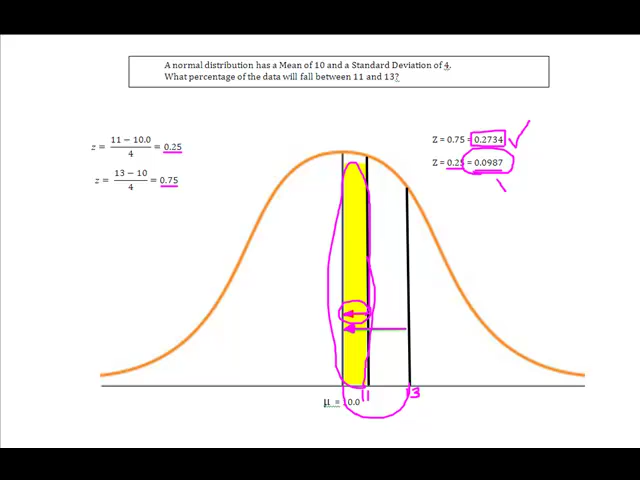 A normal distribution has a Mean of 10 and a Standard Deviation of 4.
What percentage of the data will fall between 11 and 13?
z = (11 − 10.0)/4 = 0.25
z = (13 − 10)/4 = 0.75
Z = 0.75 = 0.2734
Z = 0.25 = 0.0987
11
13
μ = 10.0